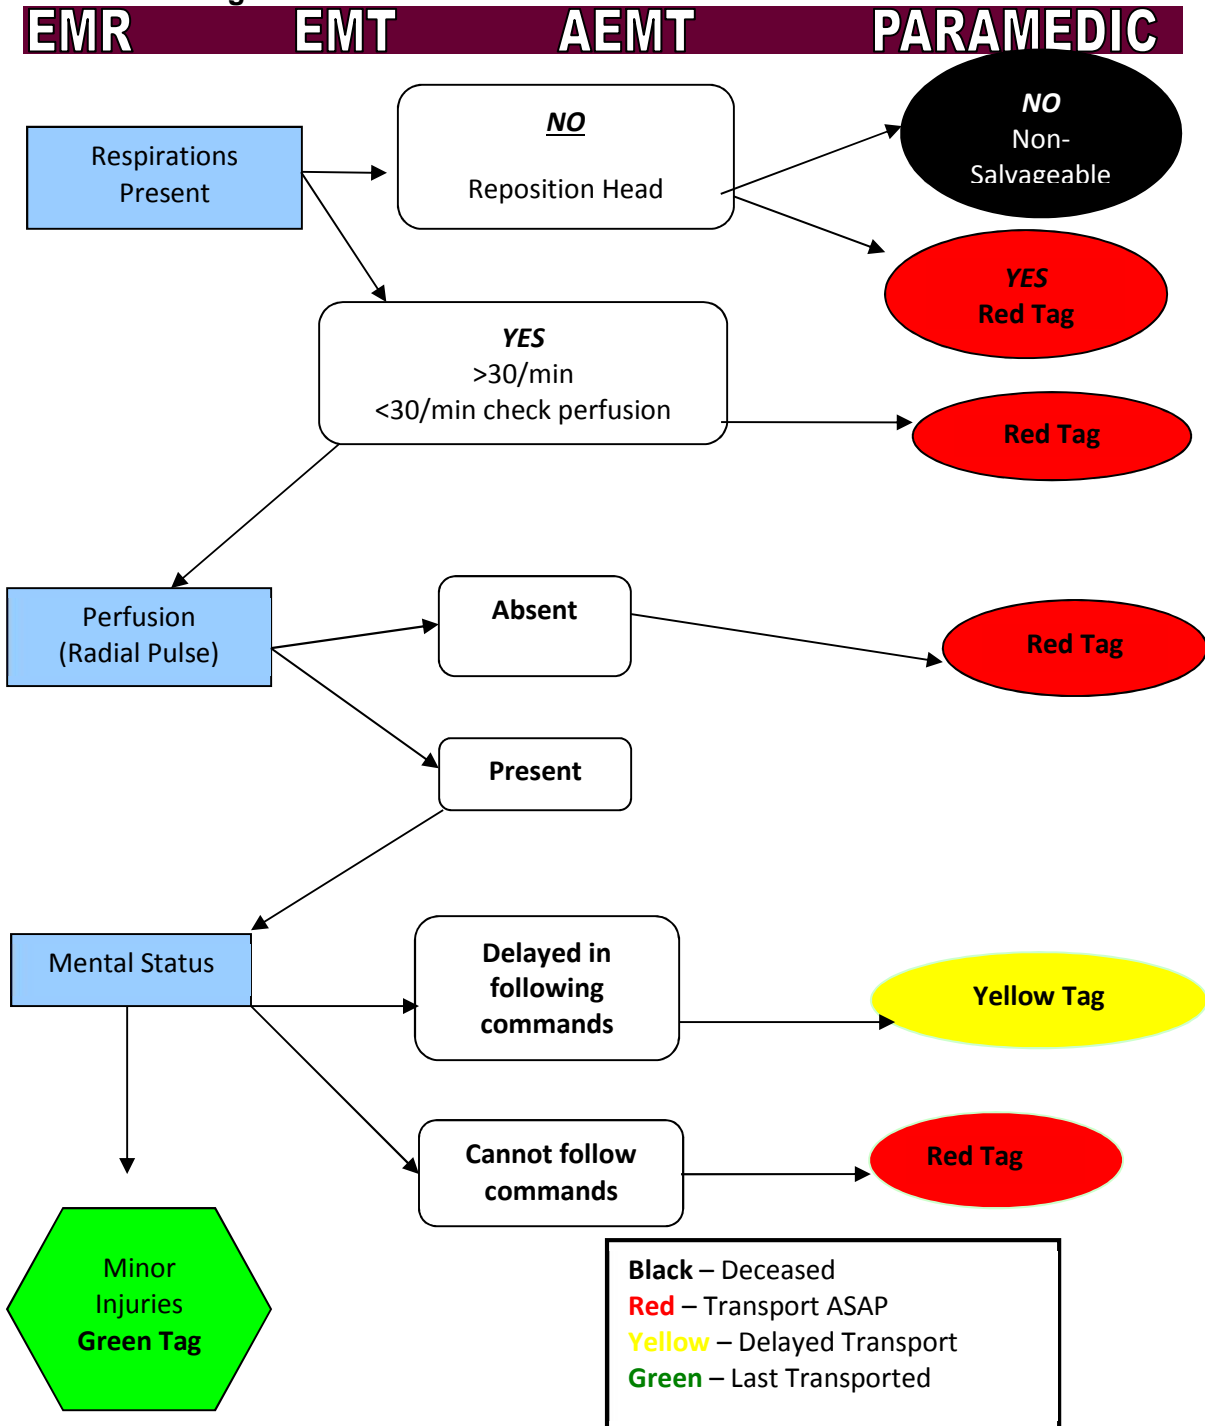 EMR EMT AEMT PARAMEDIC
Respirations
Present
NO
Reposition Head
NO
Non-
Salvageable
YES
Red Tag
YES
>30/min
<30/min check perfusion
Red Tag
Perfusion
(Radial Pulse)
Absent
Red Tag
Present
Mental Status
Delayed in
following
commands
Yellow Tag
Cannot follow
commands
Red Tag
Minor
Injuries
Green Tag
Black – Deceased
Red – Transport ASAP
Yellow – Delayed Transport
Green – Last Transported